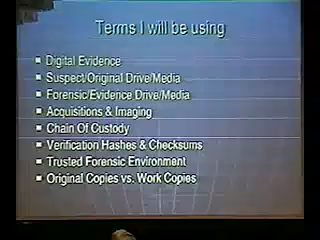 Terms I will be using
Digital Evidence
Suspect/Original Drive/Media
Forensic/Evidence Drive/Media
Acquisitions & Imaging
Chain Of Custody
Verification Hashes & Checksums
Trusted Forensic Environment
Original Copies vs. Work Copies